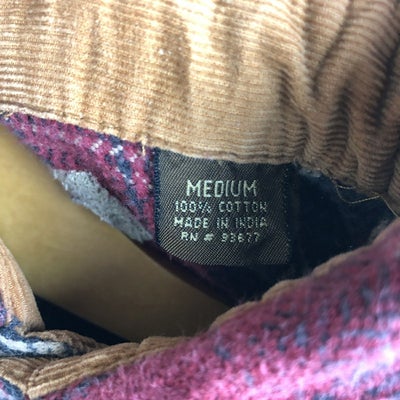 MEDIUM
100% COTTON
MADE IN INDIA
RN # 93677